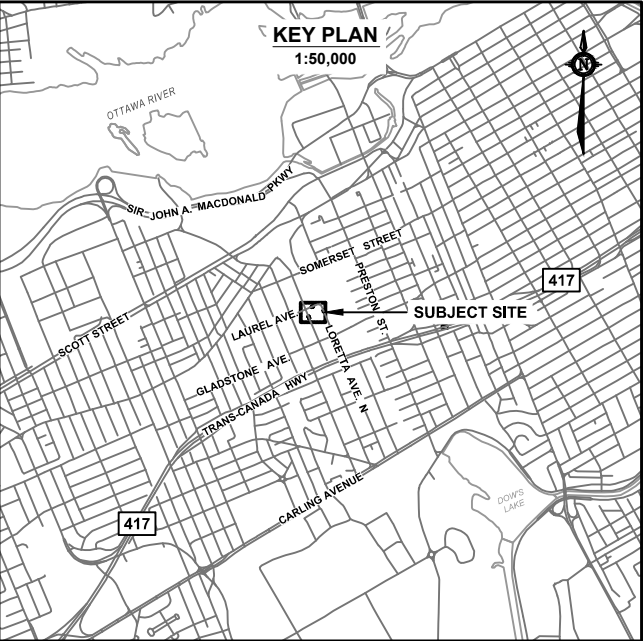 KEY PLAN
1:50,000
N
OTTAWA RIVER
SIR JOHN A. MACDONALD PKWY
SOMERSET STREET
PRESTON ST.
417
SCOTT STREET
LAUREL AVE.
SUBJECT SITE
LORETTA AVE. N
GLADSTONE AVE.
TRANS-CANADA HWY
CARLING AVENUE
DOW'S
LAKE
417